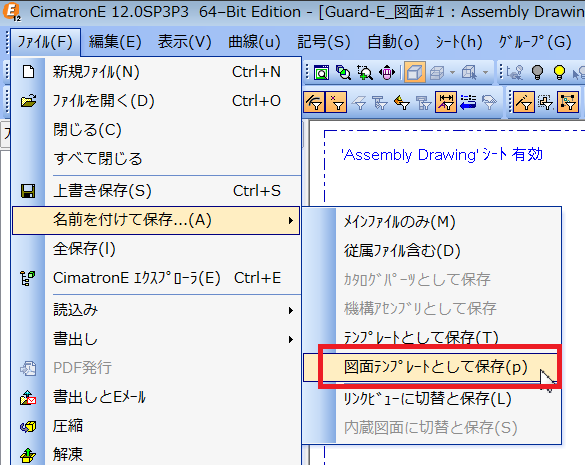 CimatronE 12.0SP3P3 64-Bit Edition - [Guard-E_図面#1 : Assembly Drawin
ファイル(F) 編集(E) 表示(V) 曲線(u) 記号(S) 自動(o) ｼｰﾄ(h) ｸﾞﾙｰﾌﾟ(G)
新規ファイル(N) Ctrl+N
ファイルを開く(D) Ctrl+O
閉じる(C)
すべて閉じる
'Assembly Drawing' ｼｰﾄ 有効
上書き保存(S) Ctrl+S
名前を付けて保存...(A)
全保存(l)
CimatronE ｴｸｽﾌﾟﾛｰﾗ(E) Ctrl+E
読込み
書出し
PDF発行
書出しとEﾒｰﾙ
圧縮
解凍
ﾒｲﾝﾌｧｲﾙのみ(M)
従属ﾌｧｲﾙ含む(D)
ｶﾀﾛｸﾞﾊﾟｰﾂとして保存
機構ｱｾﾝﾌﾞﾘとして保存
ﾃﾝﾌﾟﾚｰﾄとして保存(T)
図面ﾃﾝﾌﾟﾚｰﾄとして保存(p)
ﾘﾝｸﾋﾞｭｰに切替と保存(L)
内蔵図面に切替と保存(S)